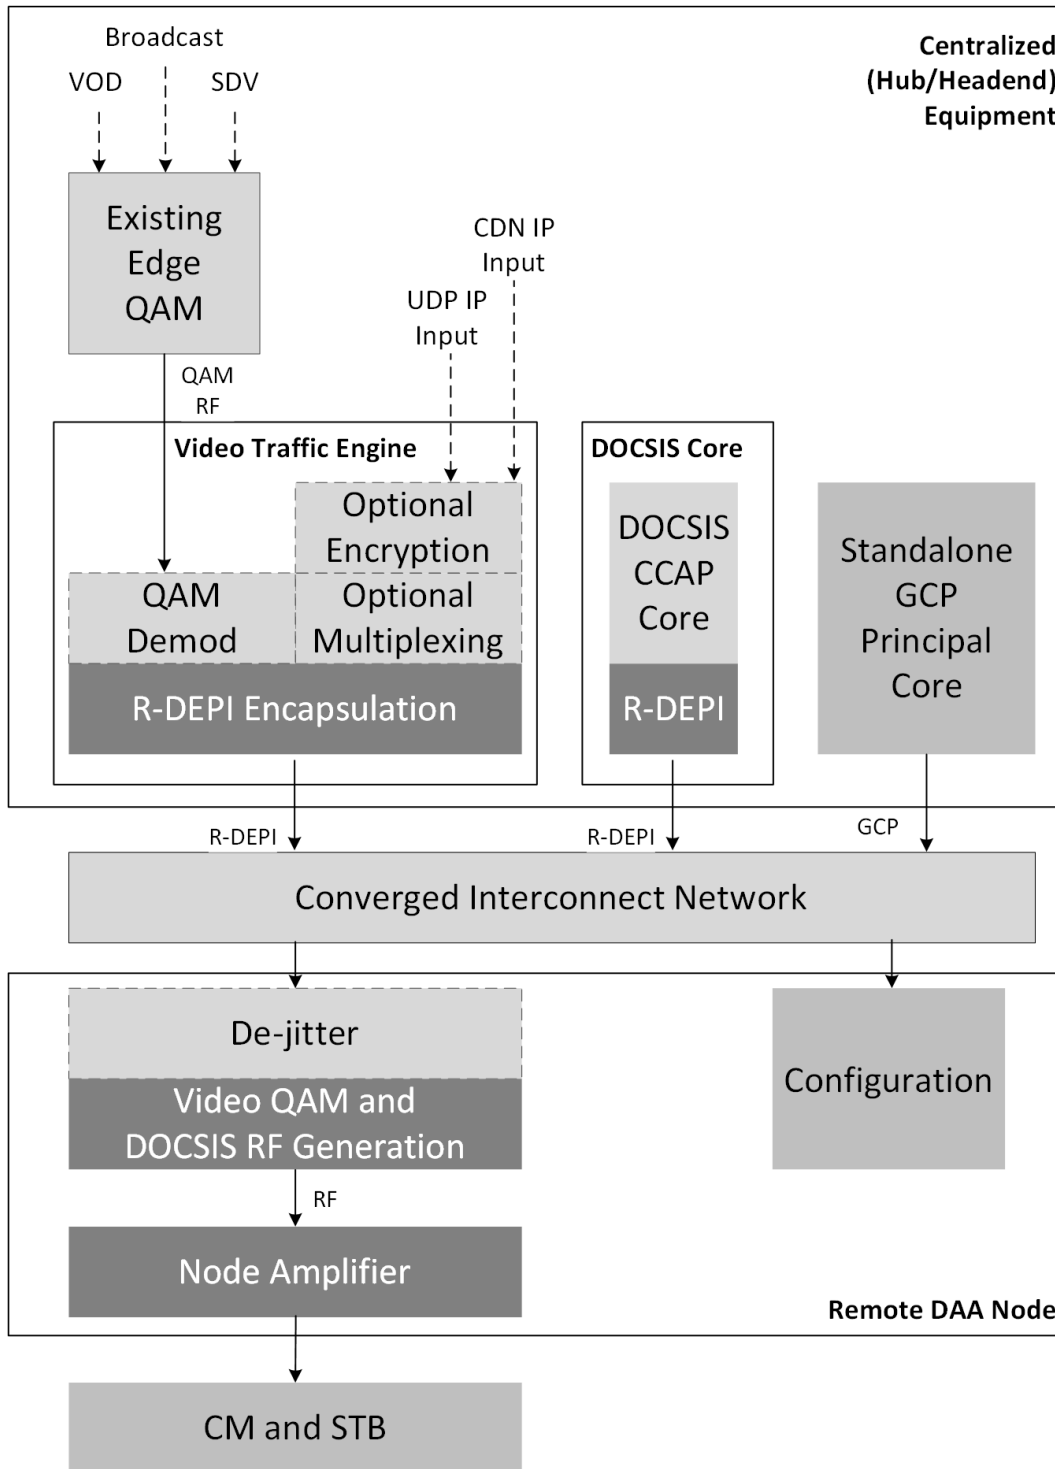 Broadcast
VOD
SDV
Centralized
(Hub/Headend)
Equipment
Existing
Edge
QAM
CDN IP
Input
UDP IP
Input
QAM
RF
Video Traffic Engine
DOCSIS Core
Optional
Encryption
QAM
Demod
Optional
Multiplexing
R-DEPI Encapsulation
DOCSIS
CCAP
Core
R-DEPI
Standalone
GCP
Principal
Core
R-DEPI
R-DEPI
GCP
Converged Interconnect Network
De-jitter
Video QAM and
DOCSIS RF Generation
Configuration
RF
Node Amplifier
Remote DAA Node
CM and STB